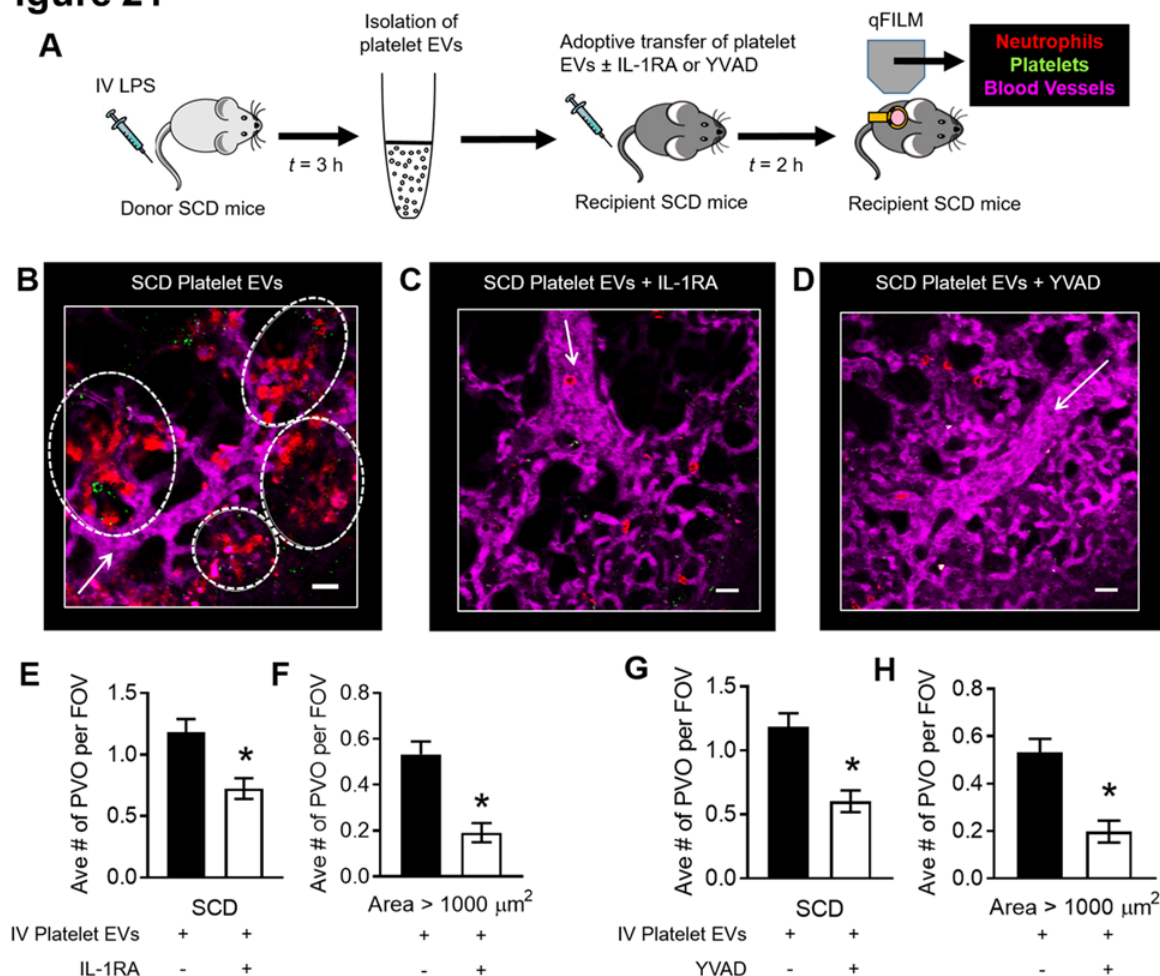 A
IV LPS
Donor SCD mice
t = 3 h
Isolation of
platelet EVs
Adoptive transfer of platelet
EVs ± IL-1RA or YVAD
Recipient SCD mice
t = 2 h
qFILM
Recipient SCD mice
Neutrophils
Platelets
Blood Vessels
B
SCD Platelet EVs
C
SCD Platelet EVs + IL-1RA
D
SCD Platelet EVs + YVAD
E
Ave # of PVO per FOV
1.5
1.0
0.5
0.0
*
SCD
F
Ave # of PVO per FOV
0.8
0.6
0.4
0.2
0.0
*
Area > 1000 μm²
IV Platelet EVs + + + +
IL-1RA - + - +
G
Ave # of PVO per FOV
1.5
1.0
0.5
0.0
*
SCD
H
Ave # of PVO per FOV
0.8
0.6
0.4
0.2
0.0
*
Area > 1000 μm²
IV Platelet EVs + + + +
YVAD - + - +